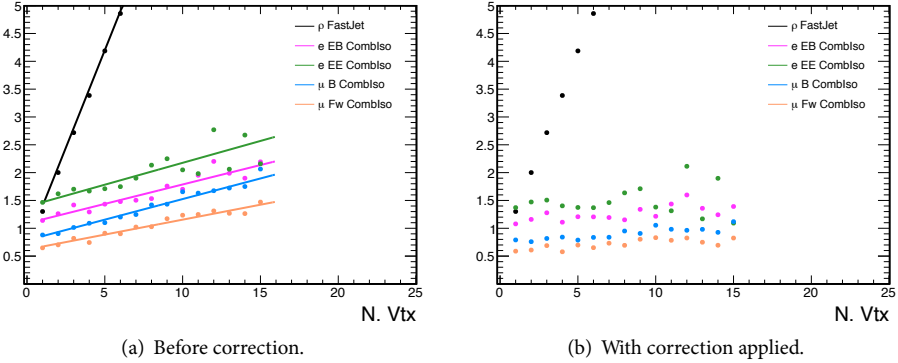 5
4.5
4
3.5
3
2.5
2
1.5
1
0.5
0 5 10 15 20 25
N. Vtx
ρ FastJet
e EB CombIso
e EE CombIso
μ B CombIso
μ Fw CombIso
(a) Before correction.
5
4.5
4
3.5
3
2.5
2
1.5
1
0.5
0 5 10 15 20 25
N. Vtx
ρ FastJet
e EB CombIso
e EE CombIso
μ B CombIso
μ Fw CombIso
(b) With correction applied.